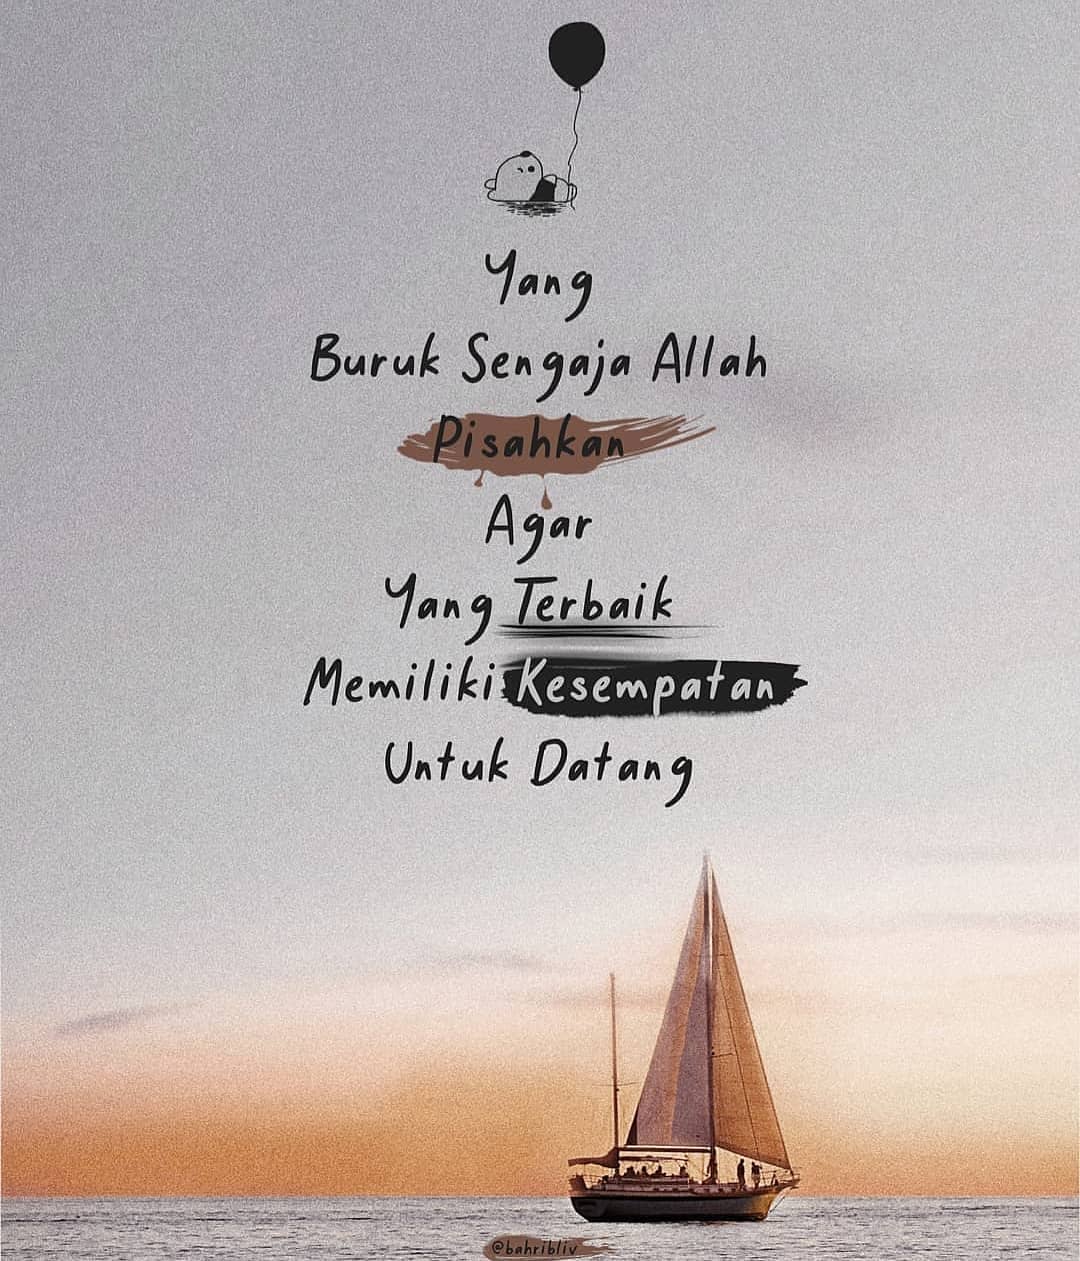 Yang
Buruk Sengaja Allah
Pisahkan
Agar
Yang Terbaik
Memiliki Kesempatan
Untuk Datang
@bahribliv